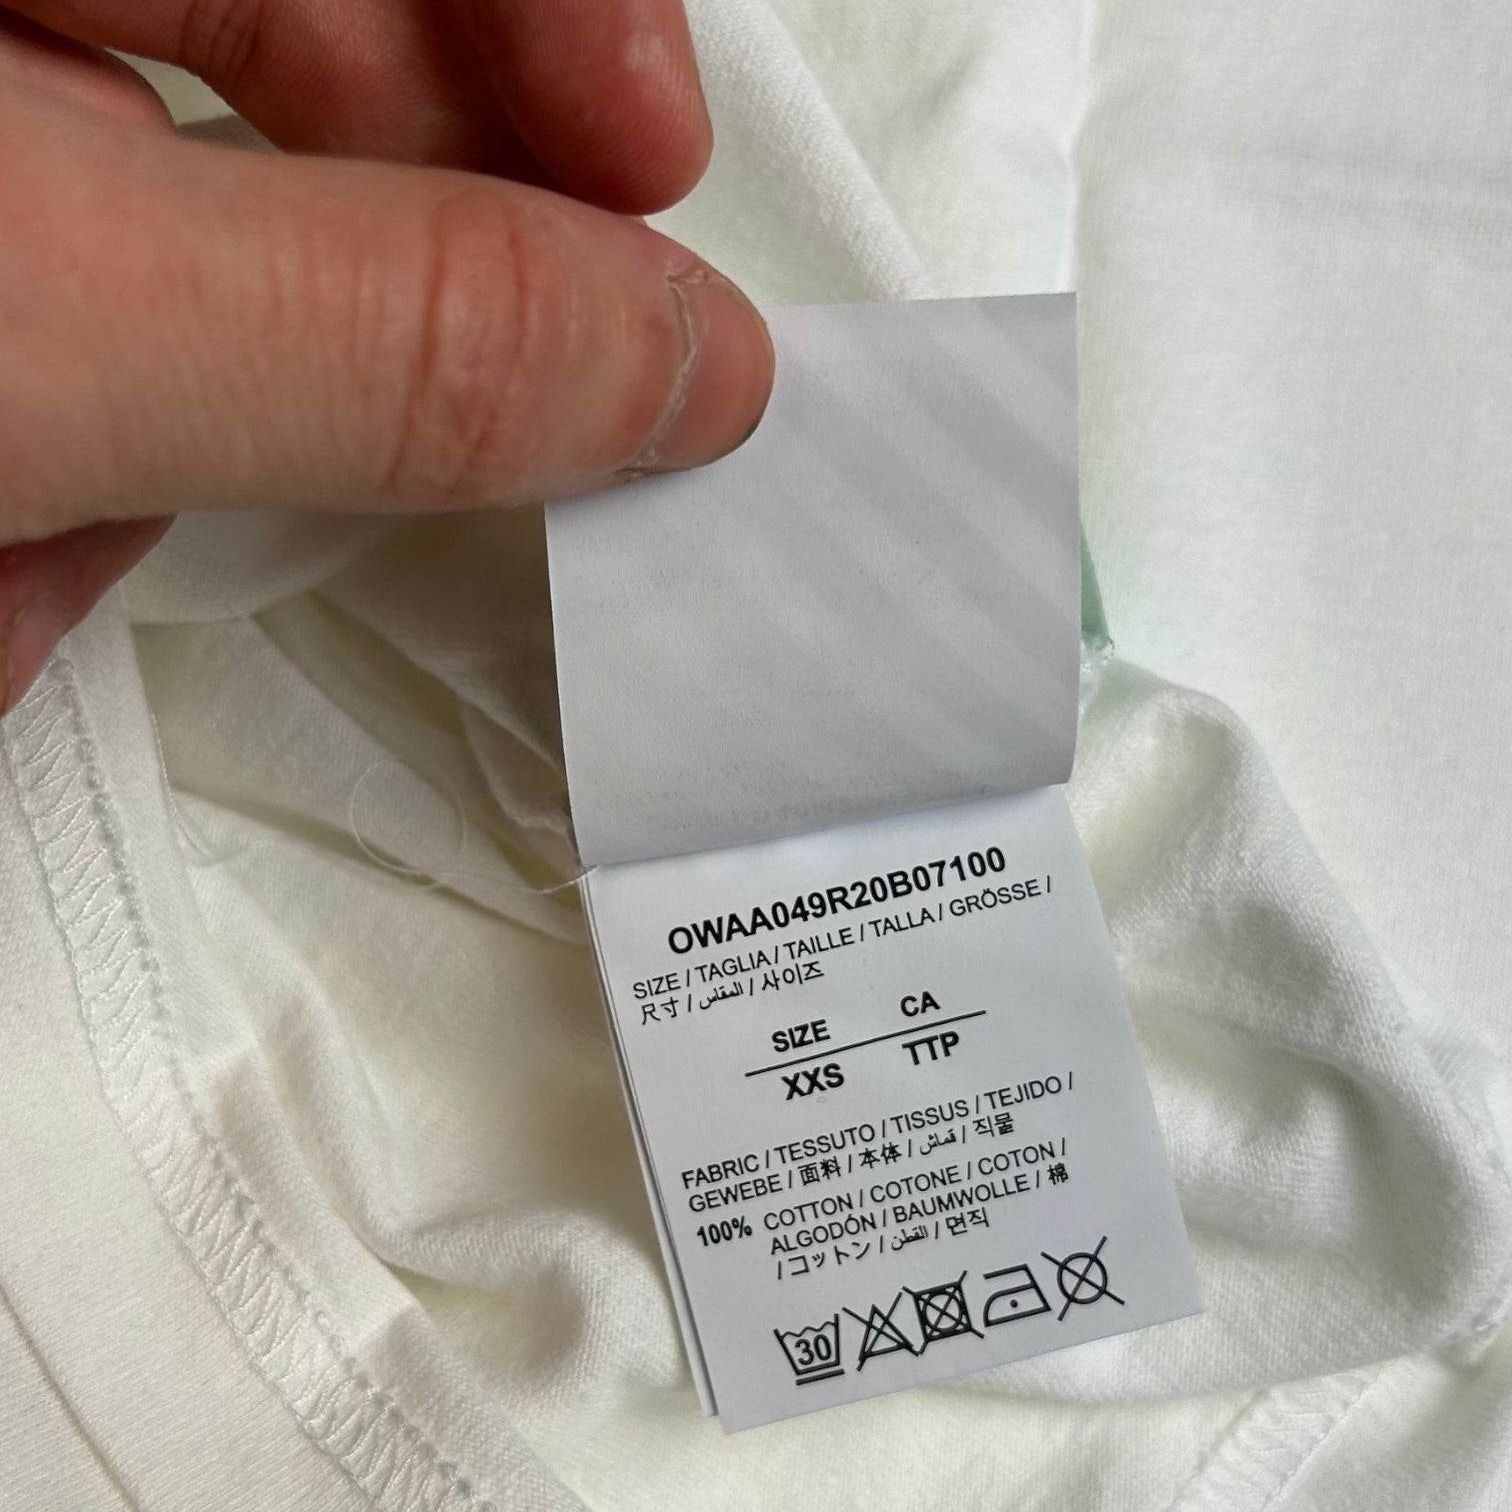 OWAA049R20B07100
SIZE / TAGLIA / TAILLE / TALLA / GRÖSSE /
尺寸 / المقاس / 사이즈
SIZE CA
XXS TTP
FABRIC / TESSUTO / TISSUS / TEJIDO /
GEWEBE / 面料 / 本体 / قماش / 직물
100% COTTON / COTONE / COTON /
ALGODÓN / BAUMWOLLE / 棉
/ コットン / القطن / 면직
30